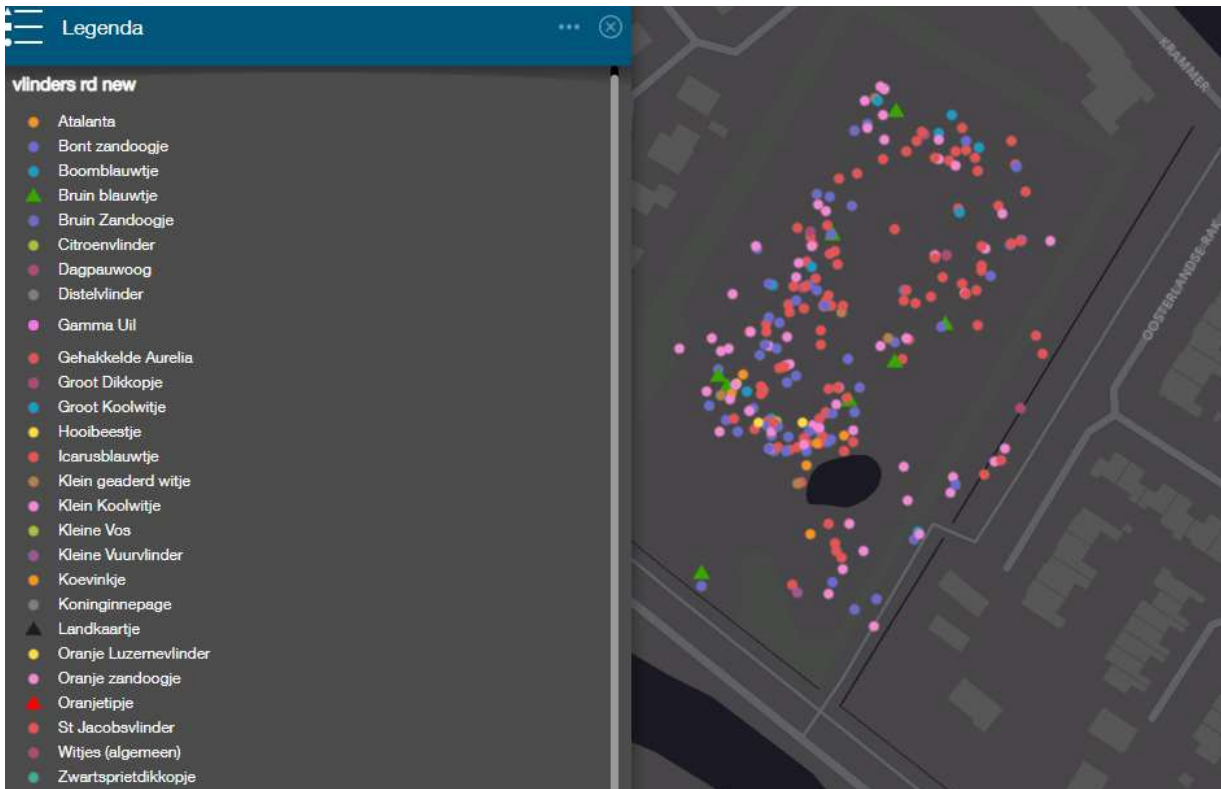 Legenda
vlinders rd new
Atalanta
Bont zandoogje
Boomblauwtje
Bruin blauwtje
Bruin Zandoogje
Citroenvlinder
Dagpauwoog
Distelvlinder
Gamma Uil
Gehakkelde Aurelia
Groot Dikkopje
Groot Koolwitje
Hooibeestje
Icarusblauwtje
Klein geaderd witje
Klein Koolwitje
Kleine Vos
Kleine Vuurvlinder
Koevinkje
Koninginnepage
Landkaartje
Oranje Luzernevlinder
Oranje zandoogje
Oranjetipje
St Jacobsvlinder
Witjes (algemeen)
Zwartsprietdikkopje
KRAMMER
OOSTERLANDSE-RAK